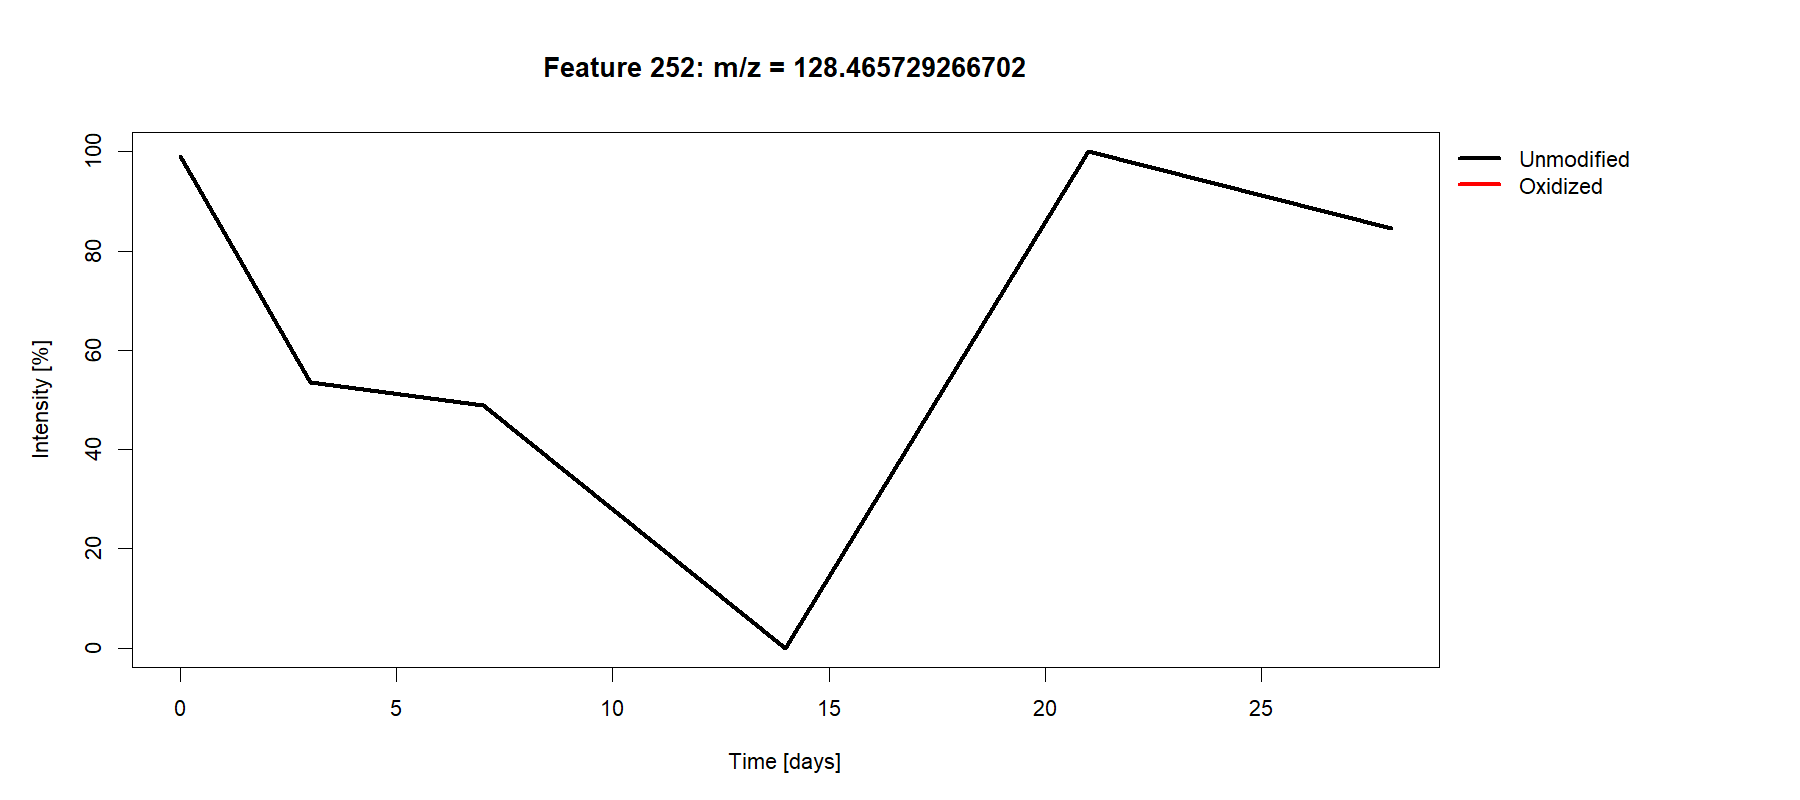 Feature 252: m/z = 128.465729266702
Unmodified
Oxidized
Intensity [%]
100
80
60
40
20
0
0 5 10 15 20 25
Time [days]